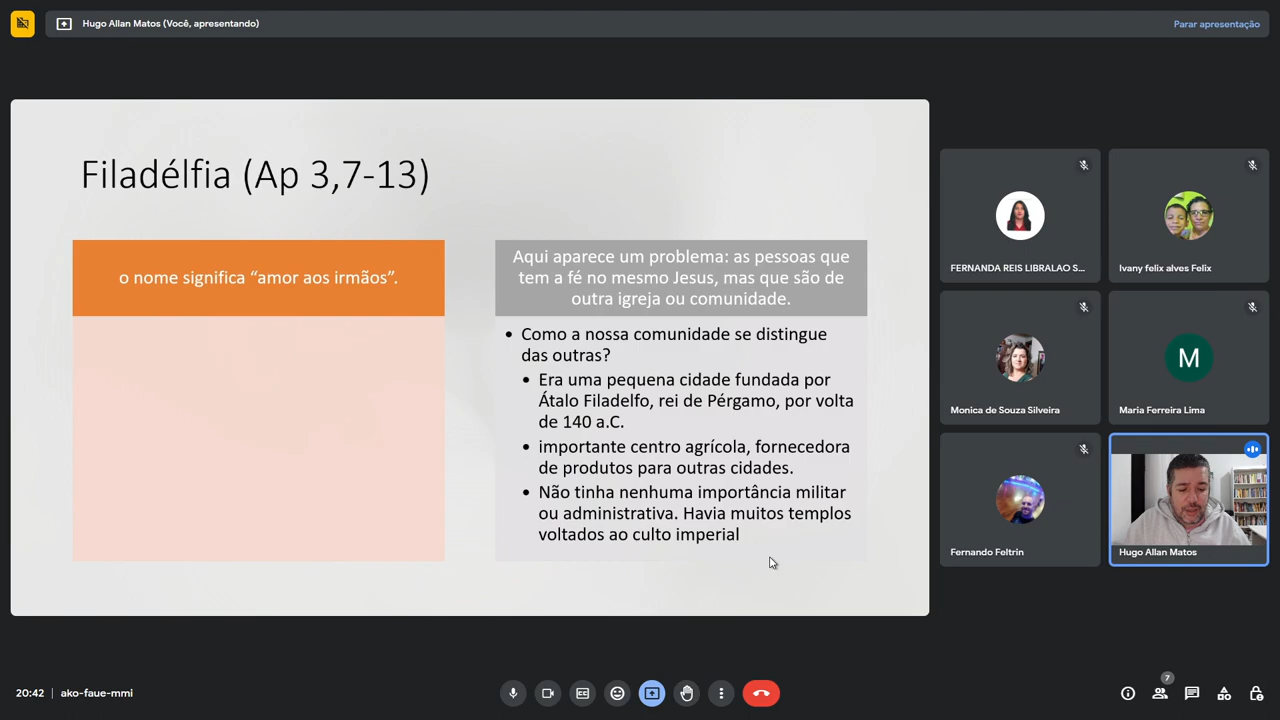 Hugo Allan Matos (Você, apresentando)
Parar apresentação
Filadélfia (Ap 3,7-13)
o nome significa “amor aos irmãos”.
Aqui aparece um problema: as pessoas que
tem a fé no mesmo Jesus, mas que são de
outra igreja ou comunidade.
• Como a nossa comunidade se distingue
das outras?
• Era uma pequena cidade fundada por
Átalo Filadelfo, rei de Pérgamo, por volta
de 140 a.C.
• importante centro agrícola, fornecedora
de produtos para outras cidades.
• Não tinha nenhuma importância militar
ou administrativa. Havia muitos templos
voltados ao culto imperial
FERNANDA REIS LIBRALAO S...
Ivany felix alves Felix
Monica de Souza Silveira
M
Maria Ferreira Lima
Fernando Feltrin
Hugo Allan Matos
20:42 | ako-faue-mmi
7